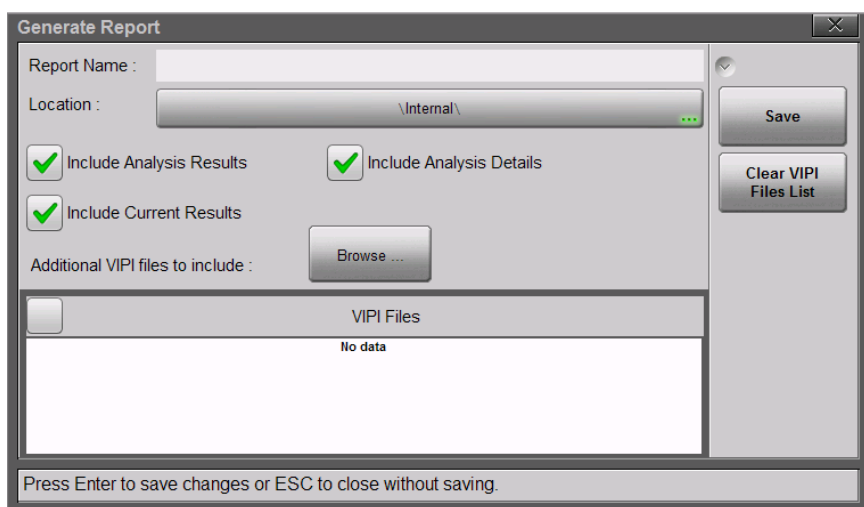 Generate Report
Report Name :
Location :
\Internal\
...
Save
Include Analysis Results
Include Analysis Details
Clear VIPI
Files List
Include Current Results
Additional VIPI files to include :
Browse ...
VIPI Files
No data
Press Enter to save changes or ESC to close without saving.